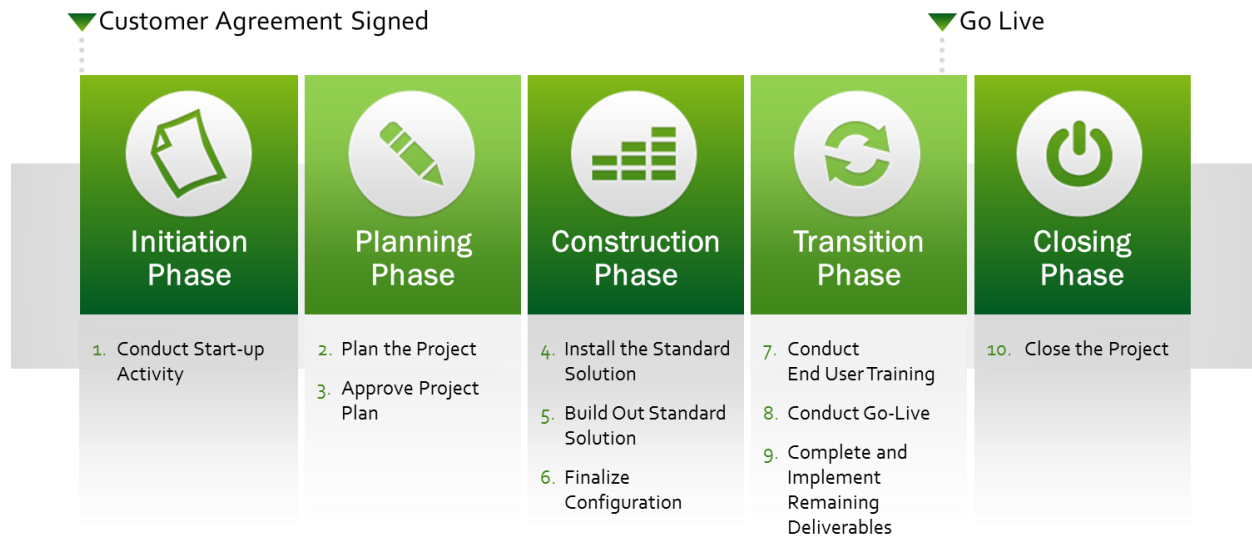 Customer Agreement Signed
Go Live
Initiation
Phase
Planning
Phase
Construction
Phase
Transition
Phase
Closing
Phase
1. Conduct Start-up
Activity
2. Plan the Project
3. Approve Project
Plan
4. Install the Standard
Solution
5. Build Out Standard
Solution
6. Finalize
Configuration
7. Conduct
End User Training
8. Conduct Go-Live
9. Complete and
Implement
Remaining
Deliverables
10. Close the Project